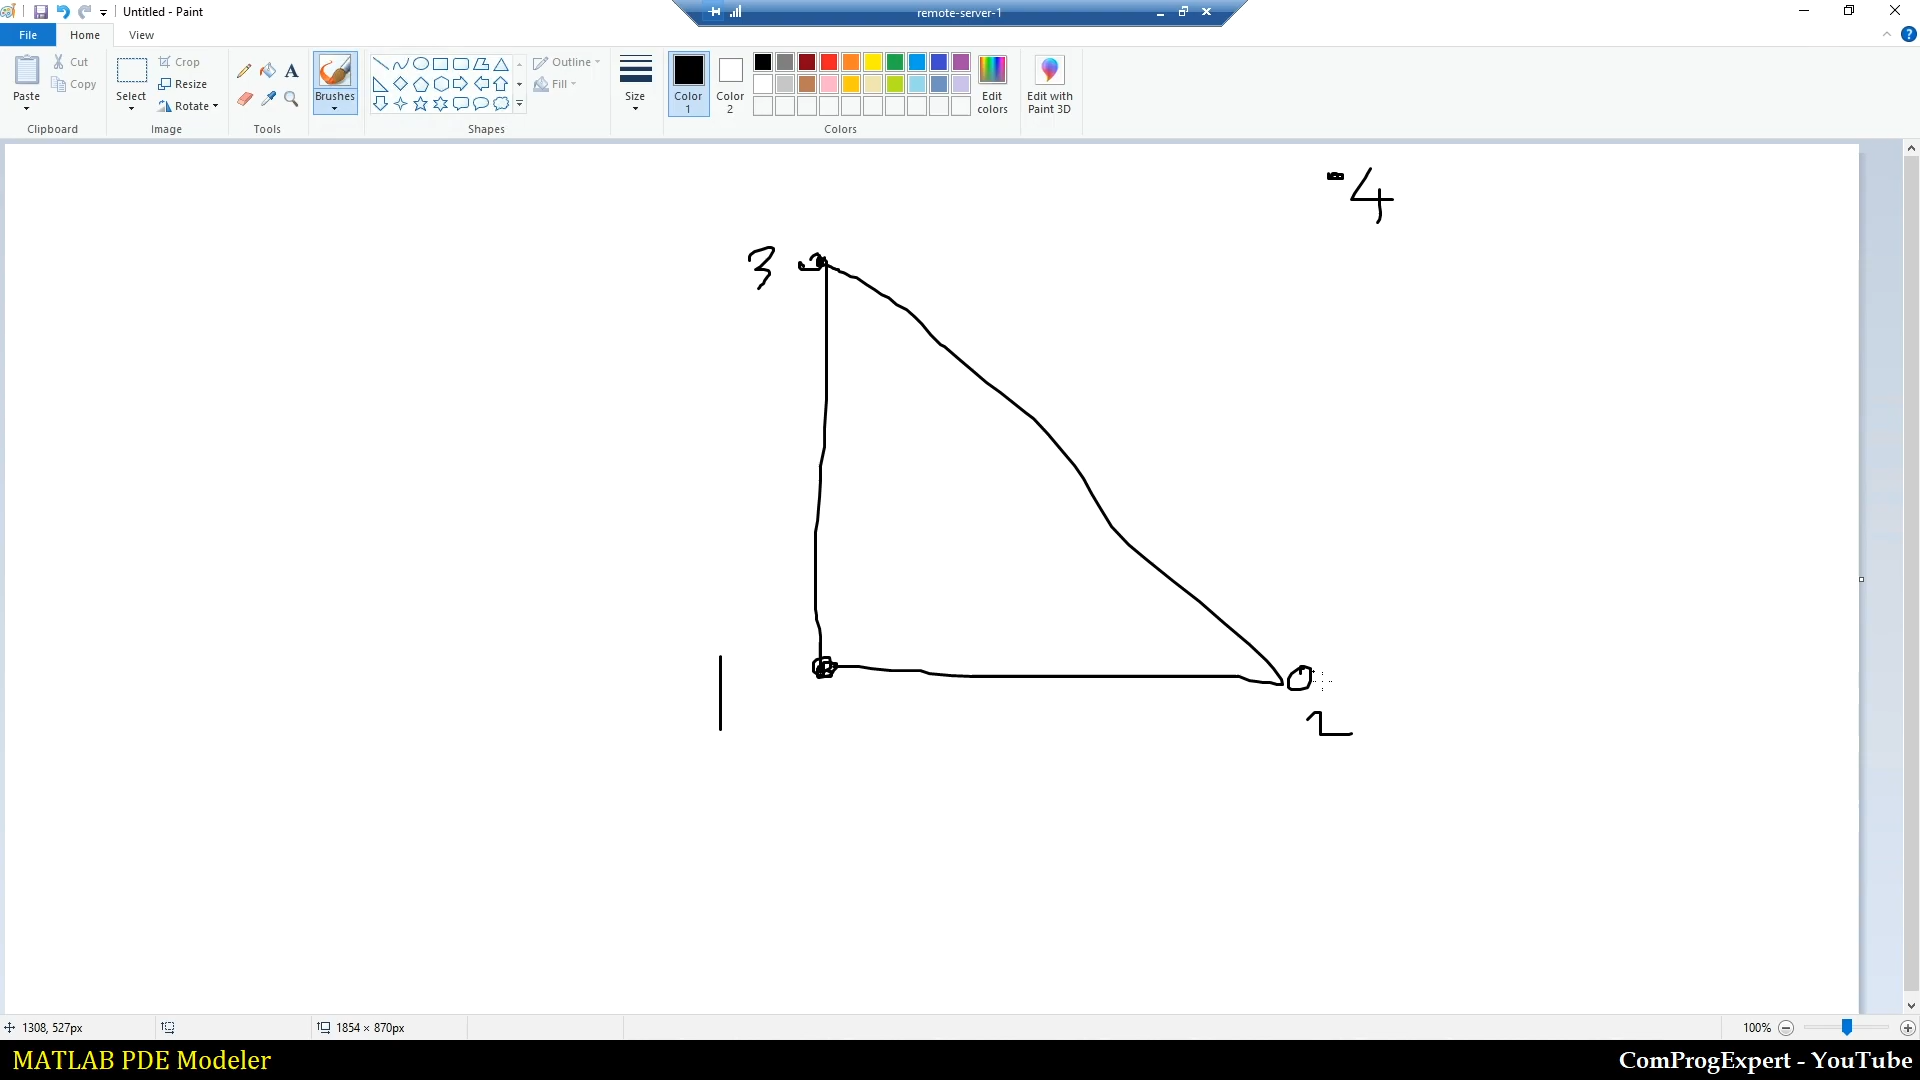 Untitled - Paint
remote-server-1
File
Home
View
Paste
Cut
Copy
Clipboard
Select
Crop
Resize
Rotate
Image
Tools
Brushes
Shapes
Outline
Fill
Size
Color 1
Color 2
Edit colors
Colors
Edit with Paint 3D
-4
3
1
2
1308, 527px
1854 × 870px
100%
MATLAB PDE Modeler
ComProgExpert - YouTube